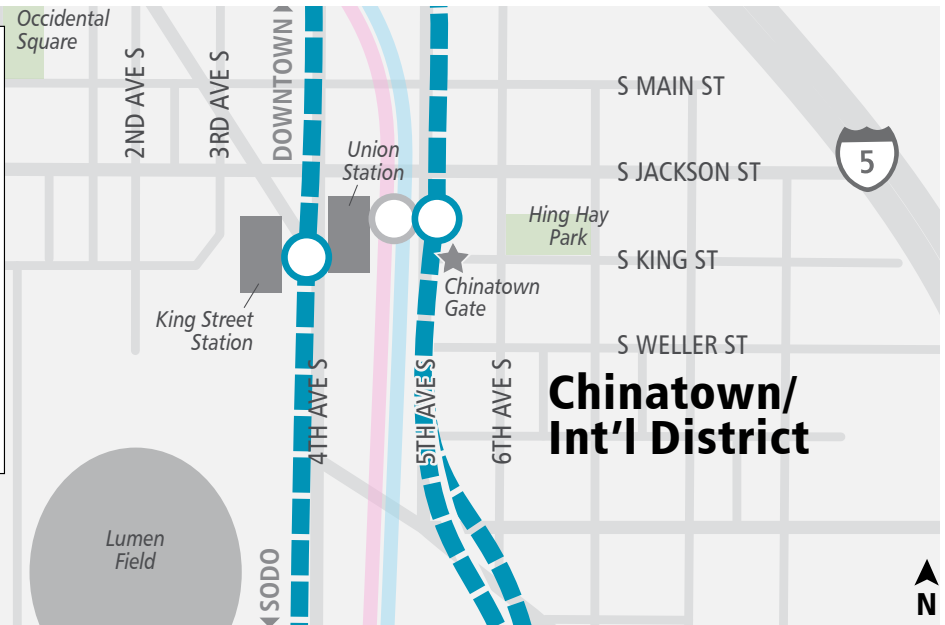 Occidental
Square
2ND AVE S
3RD AVE S
DOWNTOWN
S MAIN ST
Union
Station
S JACKSON ST
5
Hing Hay
Park
S KING ST
Chinatown
Gate
King Street
Station
S WELLER ST
4TH AVE S
5TH AVE S
6TH AVE S
Chinatown/
Int'l District
Lumen
Field
SODO
N